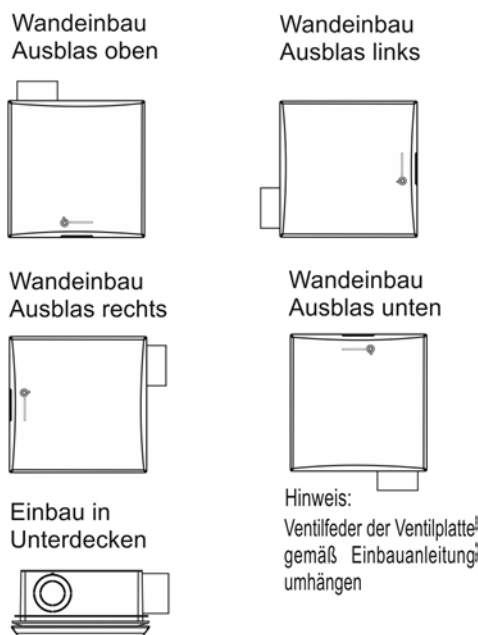 Wandeinbau
Ausblas oben
Wandeinbau
Ausblas links
Wandeinbau
Ausblas rechts
Wandeinbau
Ausblas unten
Einbau in
Unterdecken
Hinweis:
Ventilfeder der Ventilplatte
gemäß Einbauanleitung
umhängen